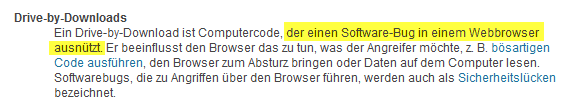 Drive-by-Downloads
Ein Drive-by-Download ist Computercode, der einen Software-Bug in einem Webbrowser
ausnützt. Er beeinflusst den Browser das zu tun, was der Angreifer möchte, z. B. bösartigen
Code ausführen, den Browser zum Absturz bringen oder Daten auf dem Computer lesen.
Softwarebugs, die zu Angriffen über den Browser führen, werden auch als Sicherheitslücken
bezeichnet.